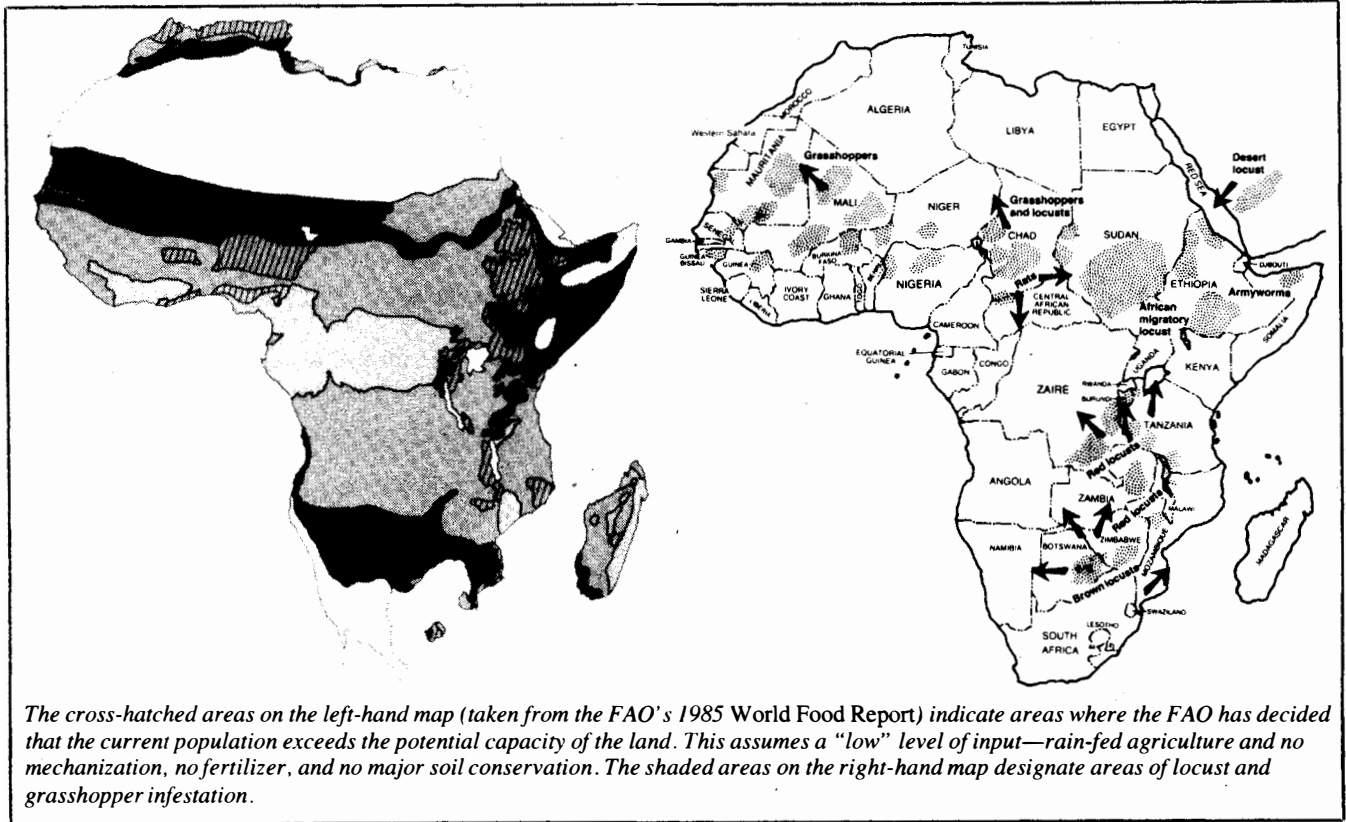 TUNISIA
MOROCCO
ALGERIA
LIBYA
EGYPT
Western Sahara
MAURITANIA
Grasshoppers
RED SEA
Desert
locust
MALI
NIGER
Grasshoppers
and locusts
CHAD
SUDAN
SENEGAL
GAMBIA
GUINEA
BISSAU
GUINEA
BURKINA
FASO
DJIBOUTI
SIERRA
LEONE
LIBERIA
IVORY
COAST
GHANA
TOGO
NIGERIA
Rats
CENTRAL
AFRICAN
REPUBLIC
ETHIOPIA
Armyworms
African
migratory
locust
SOMALIA
CAMEROON
EQUATORIAL
GUINEA
GABON
CONGO
UGANDA
KENYA
ZAIRE
RWANDA
BURUNDI
TANZANIA
Red locusts
ANGOLA
ZAMBIA
Red locusts
MALAWI
NAMIBIA
BOTSWANA
ZIMBABWE
MOZAMBIQUE
MADAGASCAR
Brown locusts
SWAZILAND
LESOTHO
SOUTH
AFRICA
The cross-hatched areas on the left-hand map (taken from the FAO's 1985 World Food Report) indicate areas where the FAO has decided
that the current population exceeds the potential capacity of the land. This assumes a "low" level of input—rain-fed agriculture and no
mechanization, no fertilizer, and no major soil conservation. The shaded areas on the right-hand map designate areas of locust and
grasshopper infestation.